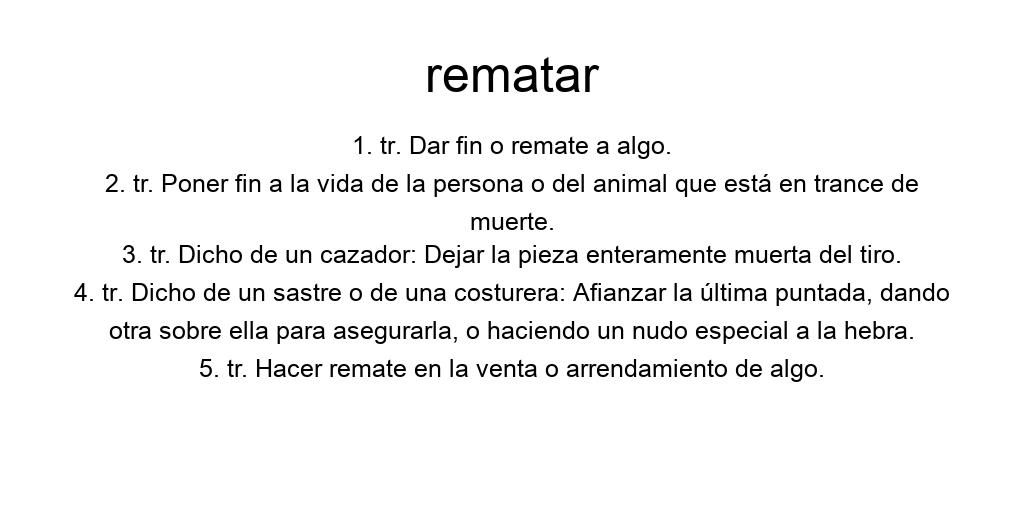 rematar
1. tr. Dar fin o remate a algo.
2. tr. Poner fin a la vida de la persona o del animal que está en trance de
muerte.
3. tr. Dicho de un cazador: Dejar la pieza enteramente muerta del tiro.
4. tr. Dicho de un sastre o de una costurera: Afianzar la última puntada, dando
otra sobre ella para asegurarla, o haciendo un nudo especial a la hebra.
5. tr. Hacer remate en la venta o arrendamiento de algo.